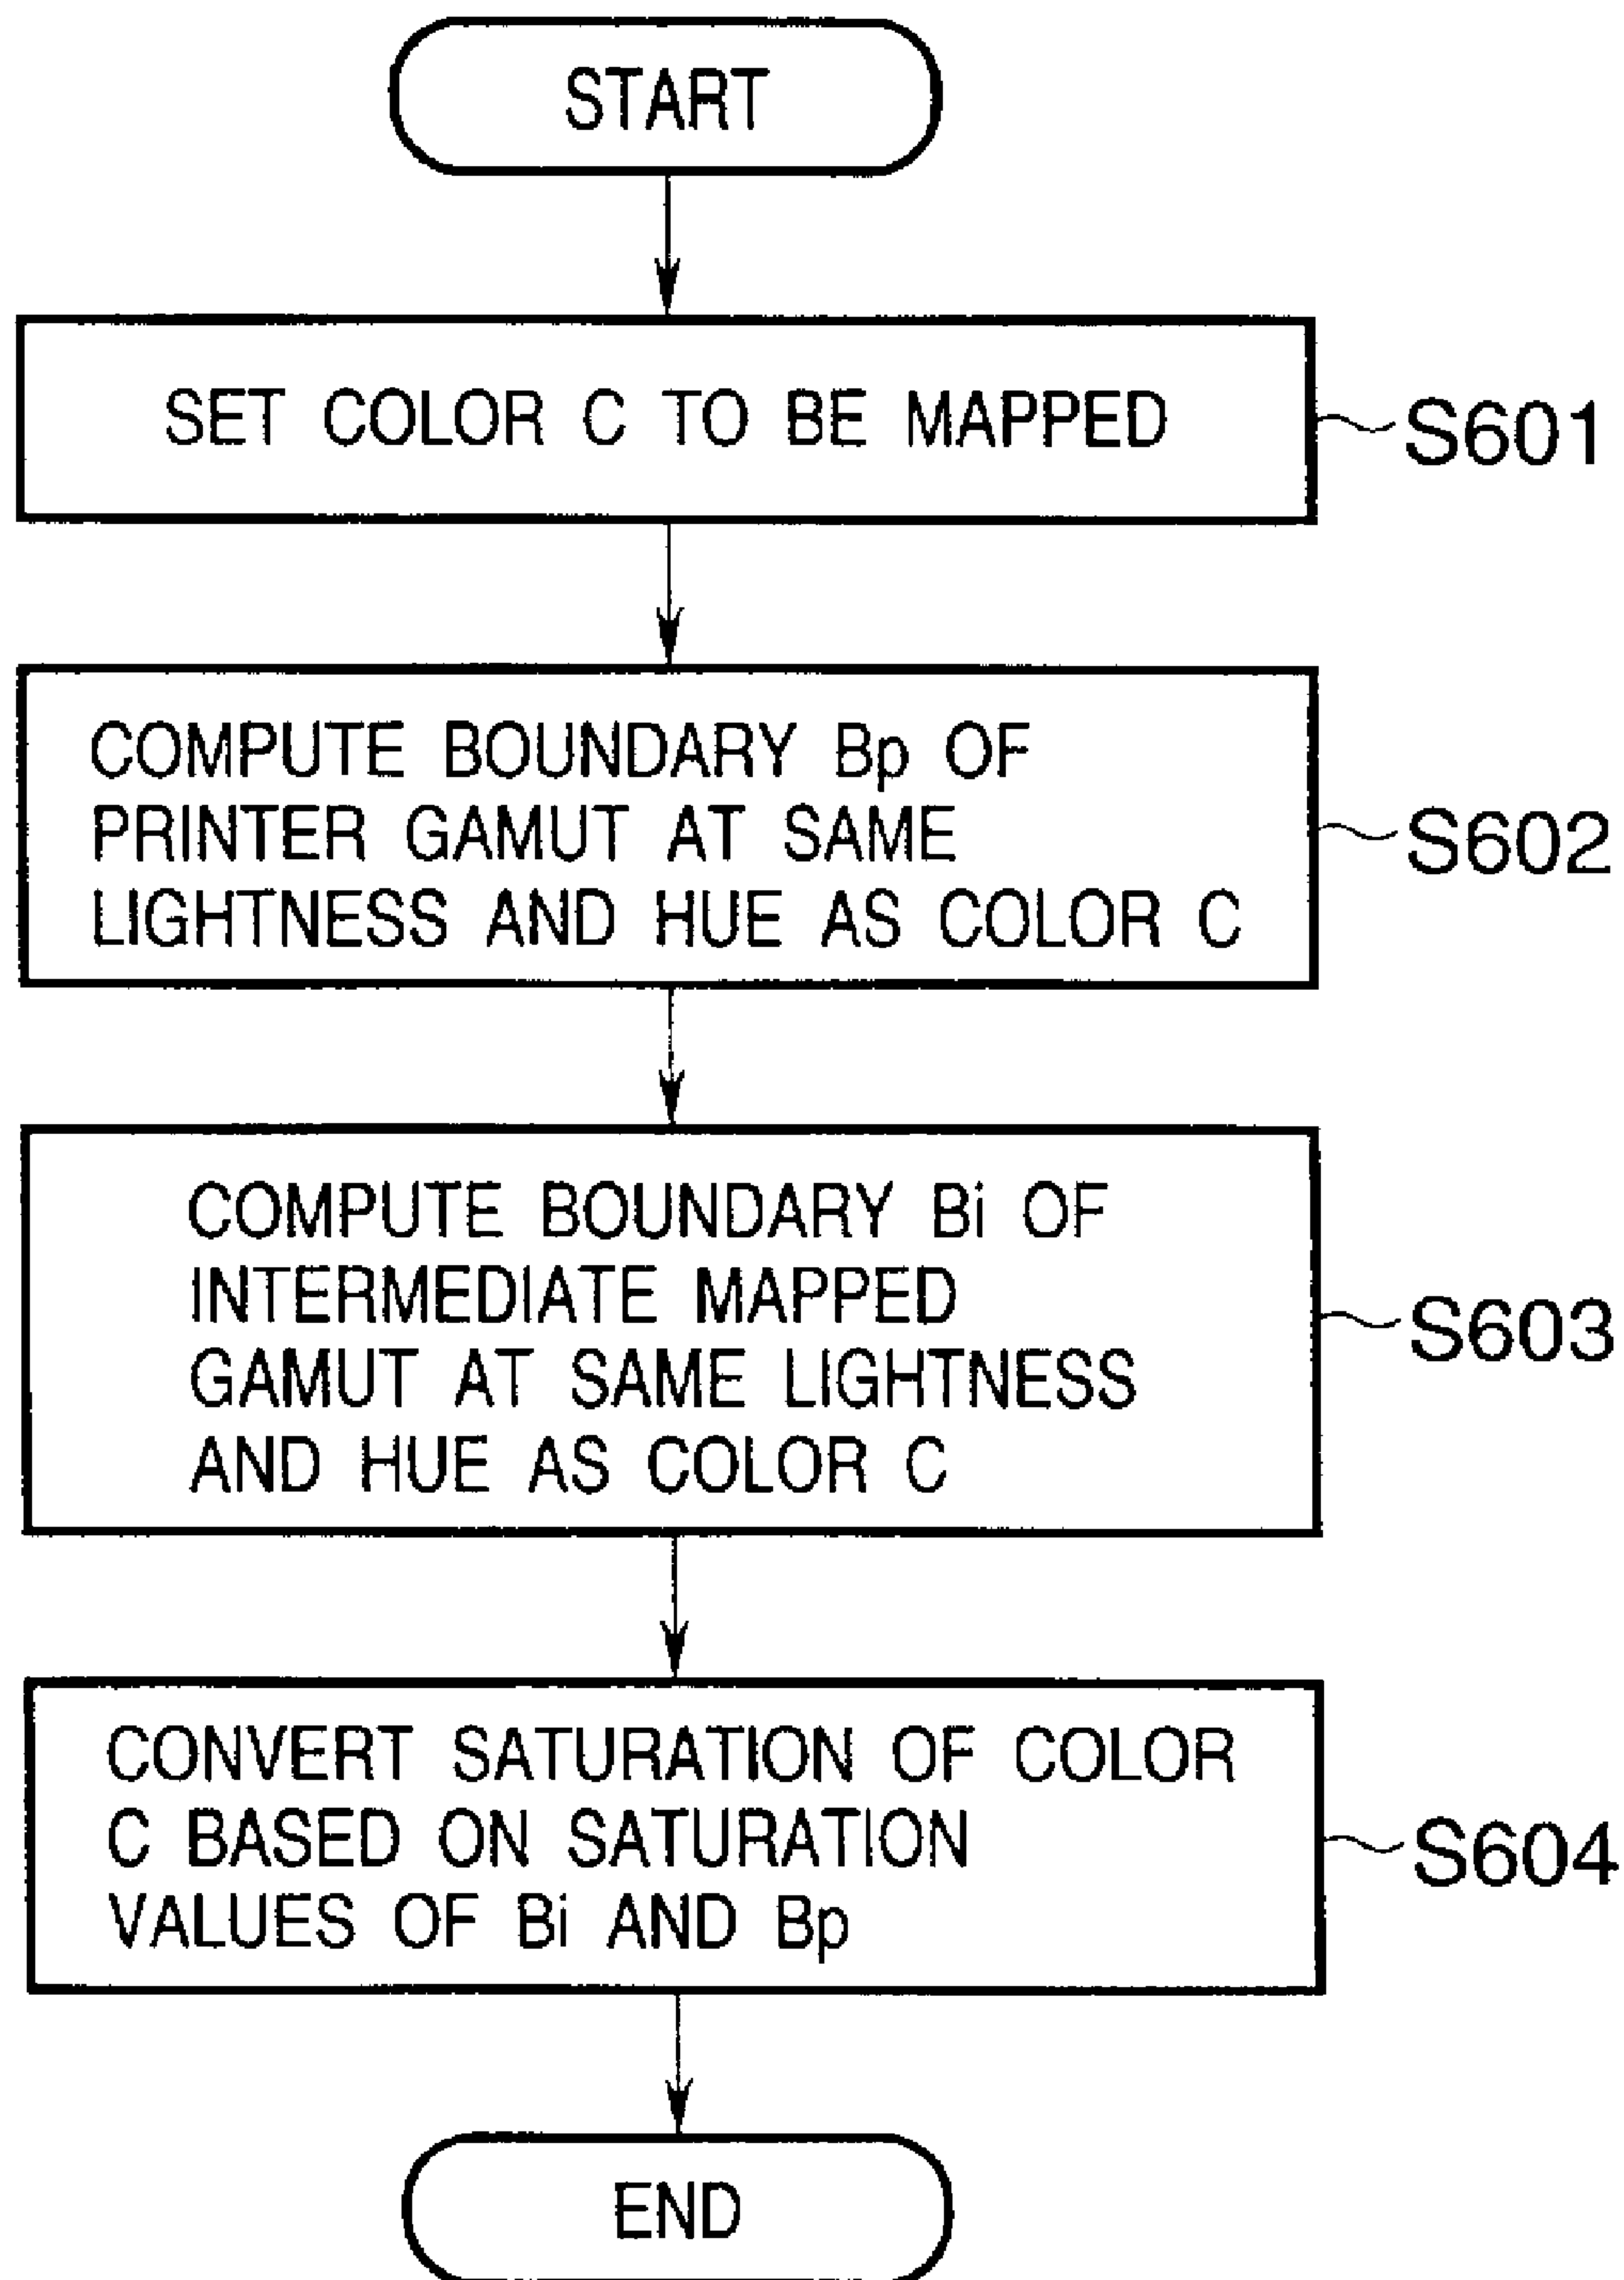 START
SET COLOR C TO BE MAPPED
S601
COMPUTE BOUNDARY Bp OF
PRINTER GAMUT AT SAME
LIGHTNESS AND HUE AS COLOR C
S602
COMPUTE BOUNDARY Bi OF
INTERMEDIATE MAPPED
GAMUT AT SAME LIGHTNESS
AND HUE AS COLOR C
S603
CONVERT SATURATION OF COLOR
C BASED ON SATURATION
VALUES OF Bi AND Bp
S604
END